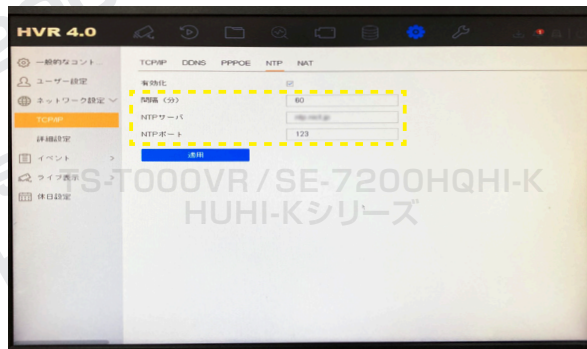 HVR 4.0
一般的なコント...
ユーザー設定
ネットワーク設定
TCP/IP
詳細設定
イベント
ライブ表示
休日設定
TCP/IP DDNS PPPOE NTP NAT
有効化
間隔（分） 60
NTPサーバ
NTPポート 123
適用
TS-T000VR / SE-7200HQHI-K
HUHI-Kシリーズ